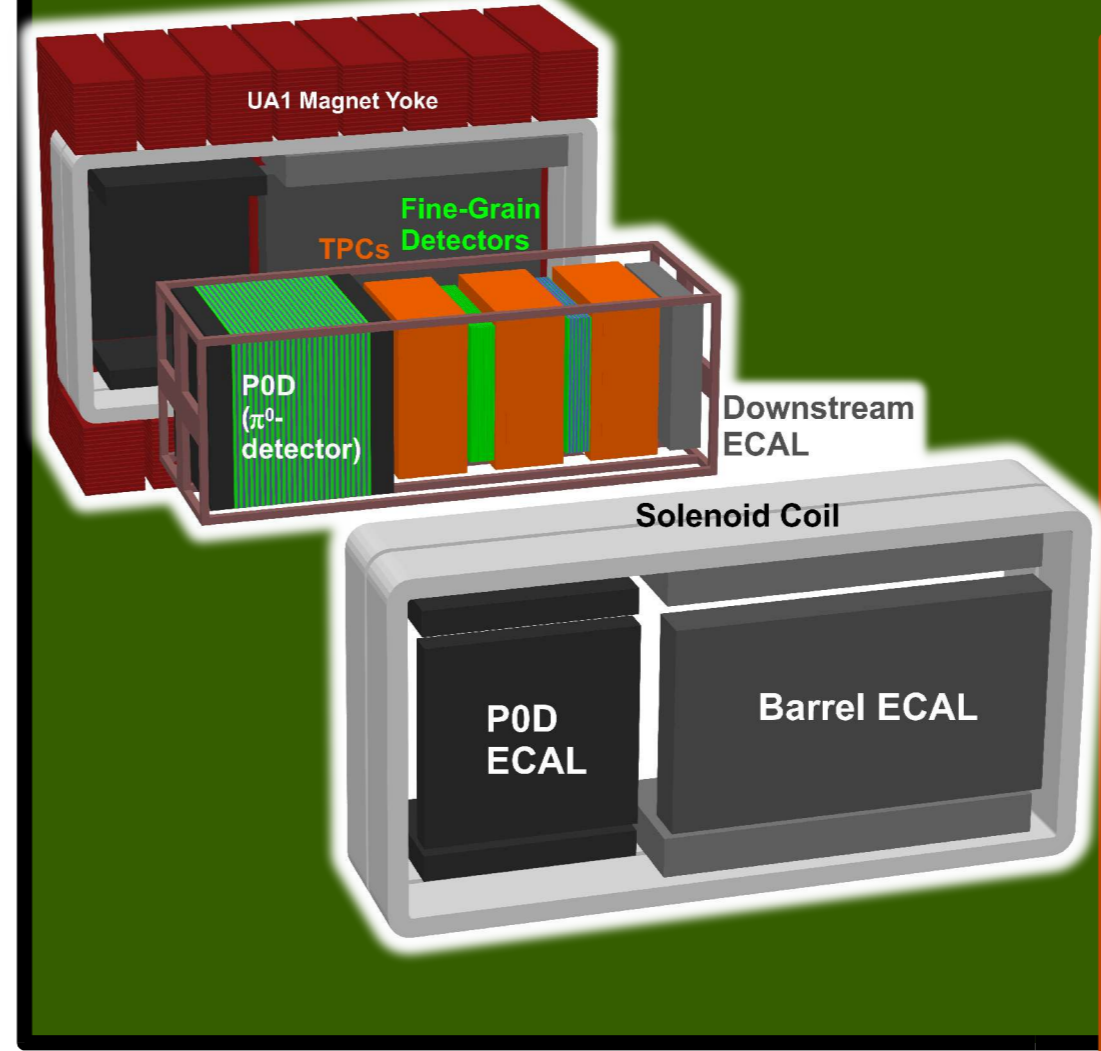 UA1 Magnet Yoke
Fine-Grain
Detectors
TPCs
P0D
(π⁰-
detector)
Downstream
ECAL
Solenoid Coil
P0D
ECAL
Barrel ECAL